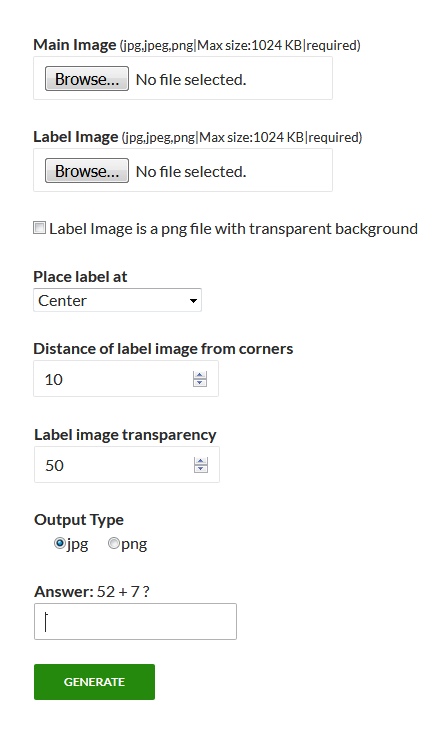 Main Image (jpg,jpeg,png|Max size:1024 KB|required)
Browse... No file selected.
Label Image (jpg,jpeg,png|Max size:1024 KB|required)
Browse... No file selected.
Label Image is a png file with transparent background
Place label at
Center
Distance of label image from corners
10
Label image transparency
50
Output Type
jpg png
Answer: 52 + 7 ?
GENERATE